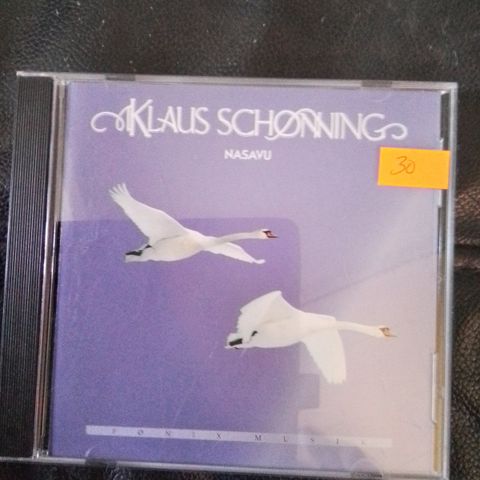 KLAUS SCHØNNING
NASAVU
30
FØNIX MUSIK